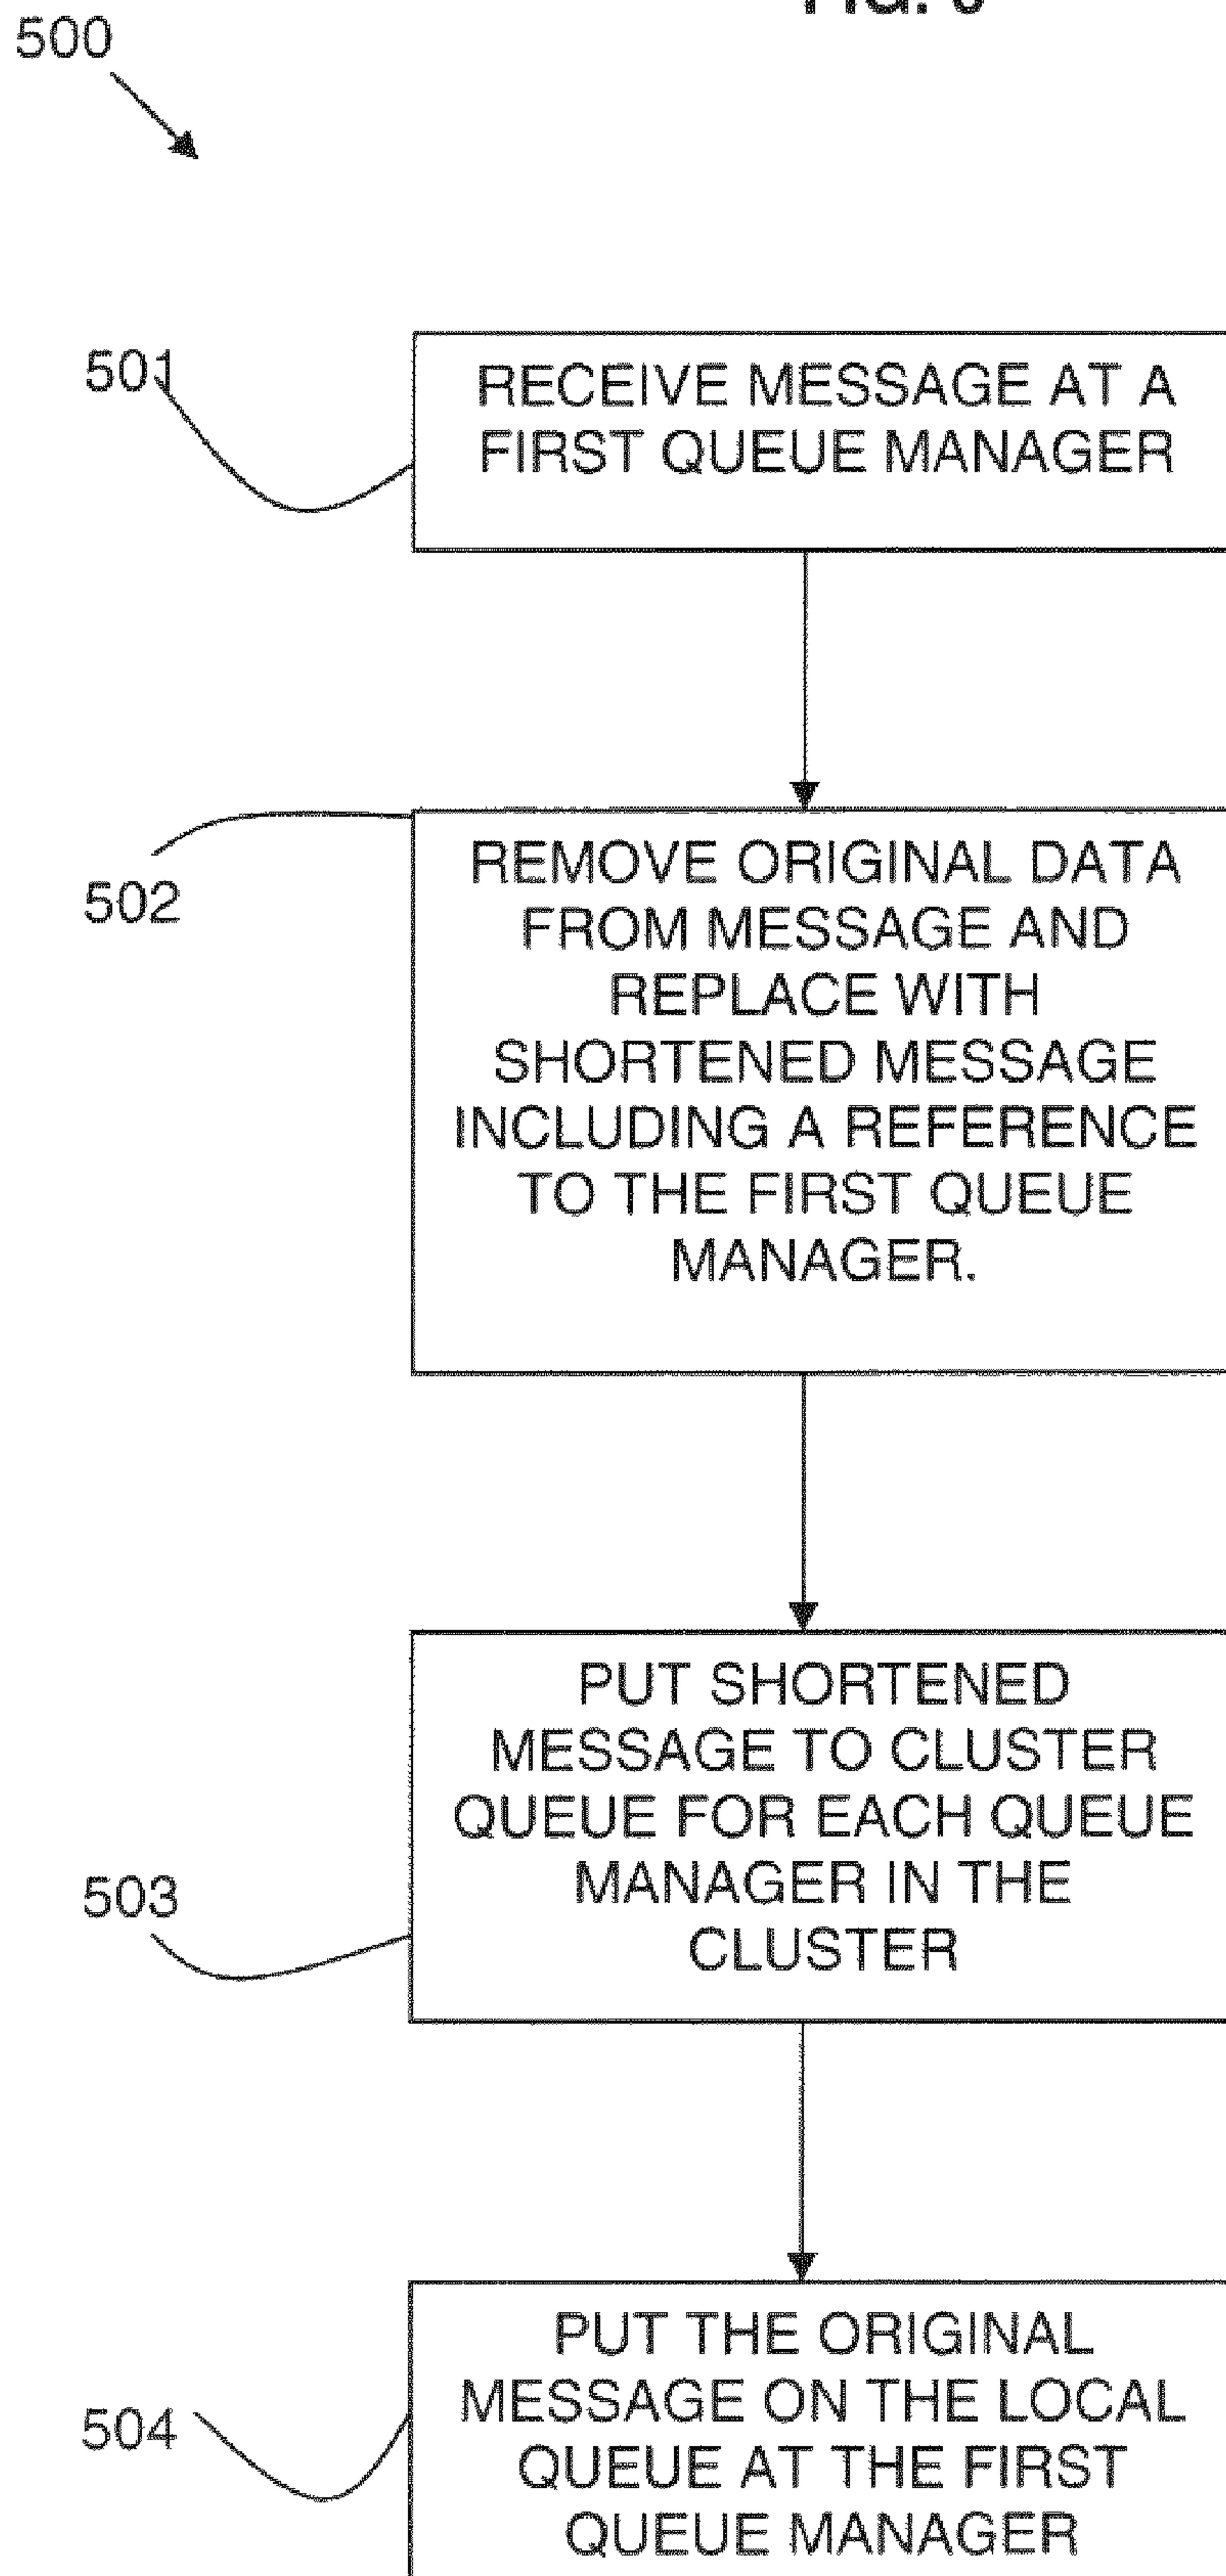 500
501
RECEIVE MESSAGE AT A
FIRST QUEUE MANAGER
502
REMOVE ORIGINAL DATA
FROM MESSAGE AND
REPLACE WITH
SHORTENED MESSAGE
INCLUDING A REFERENCE
TO THE FIRST QUEUE
MANAGER.
503
PUT SHORTENED
MESSAGE TO CLUSTER
QUEUE FOR EACH QUEUE
MANAGER IN THE
CLUSTER
504
PUT THE ORIGINAL
MESSAGE ON THE LOCAL
QUEUE AT THE FIRST
QUEUE MANAGER